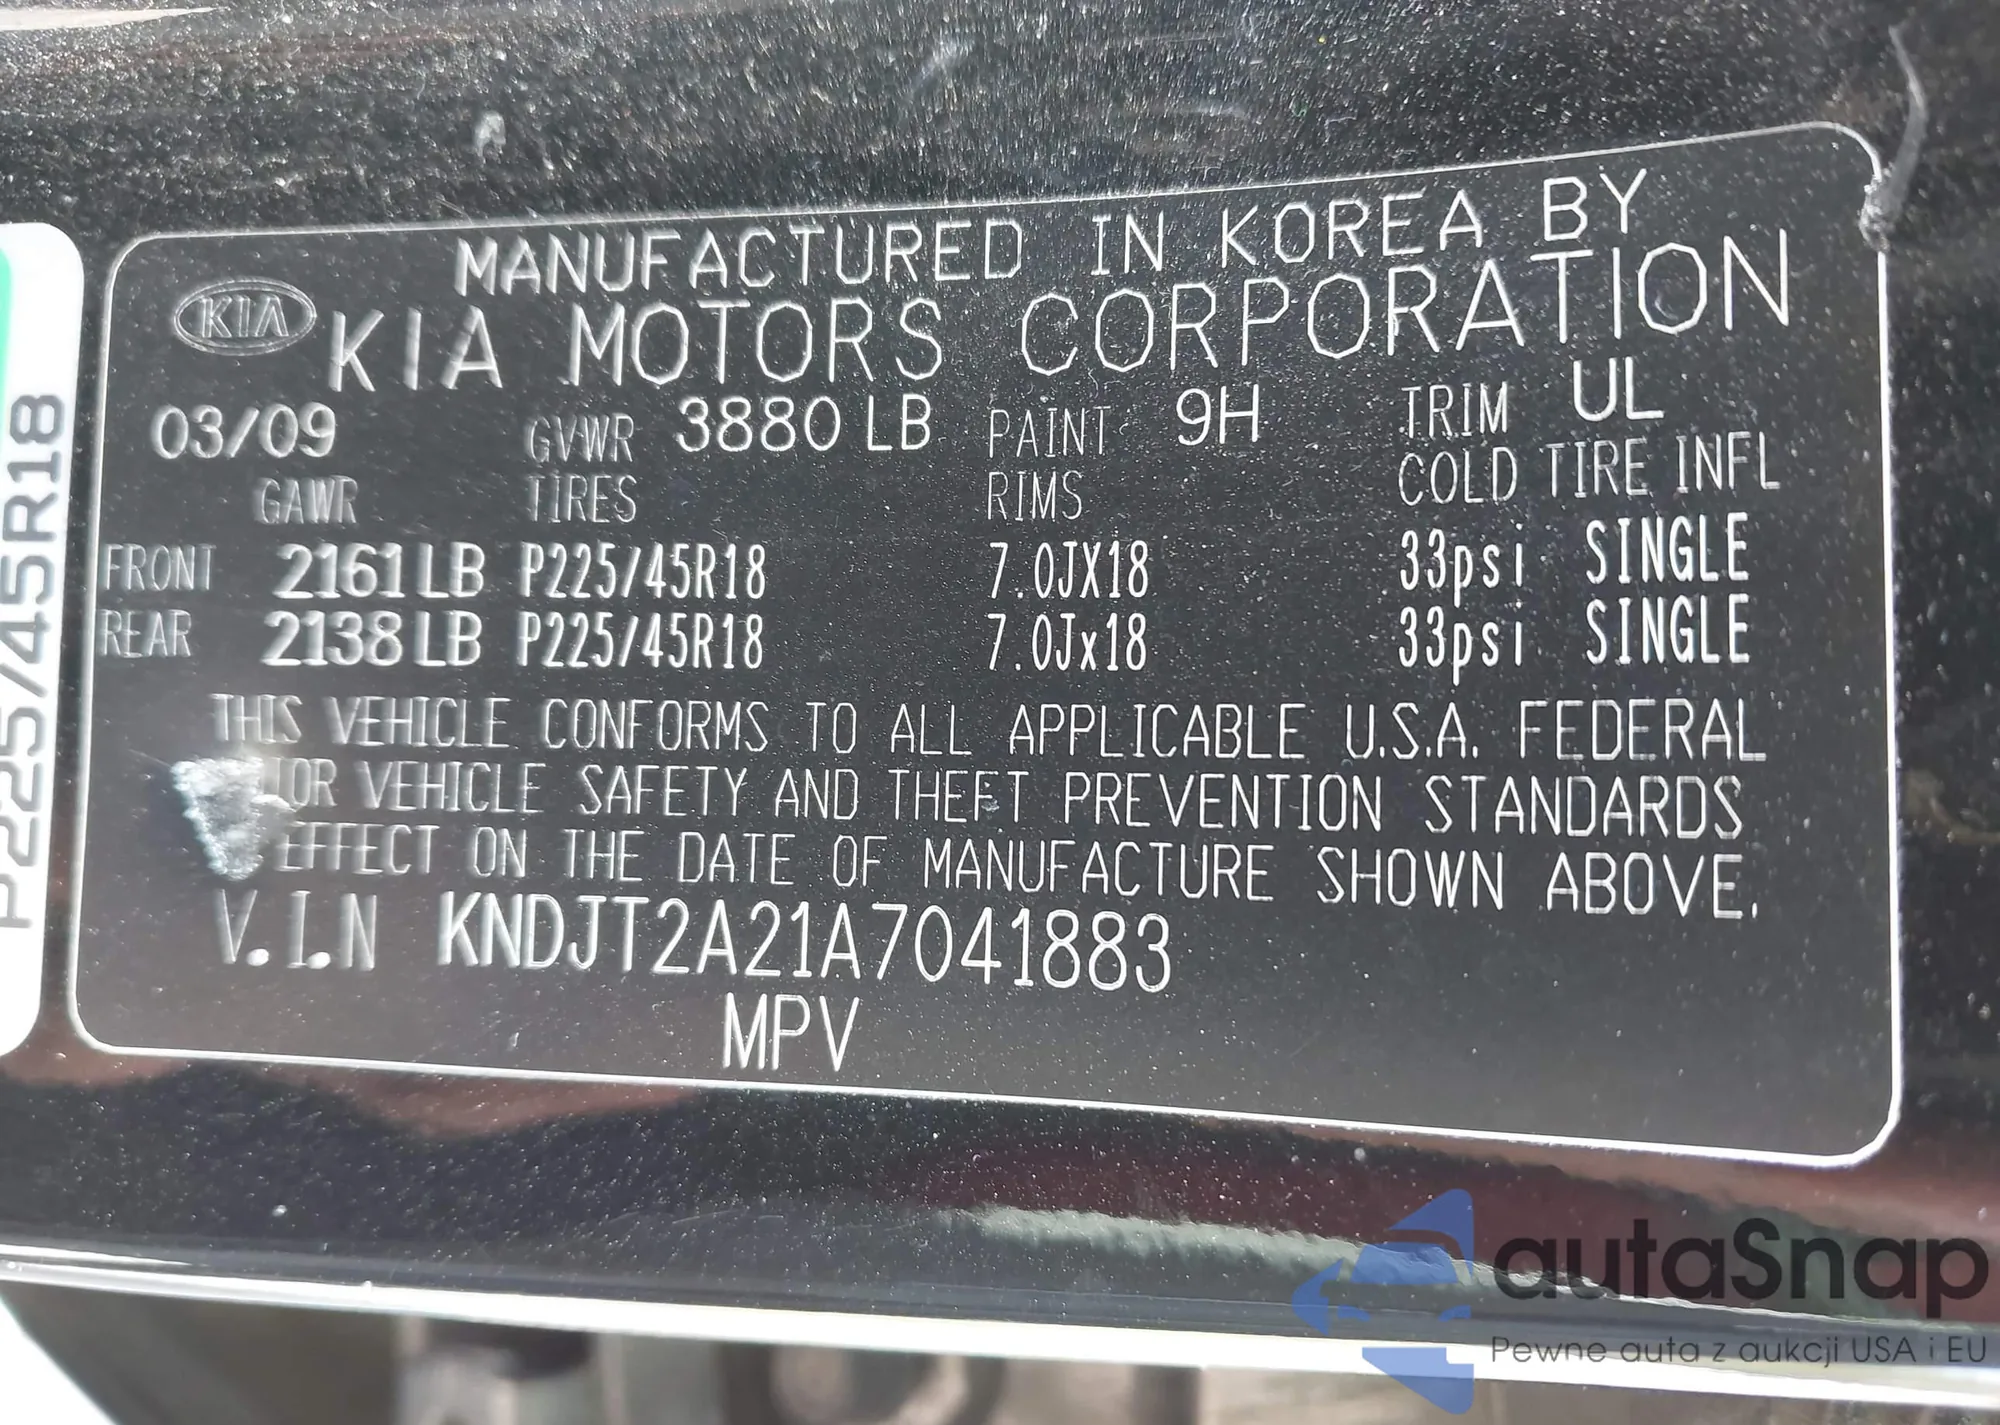 P225/45R18
MANUFACTURED IN KOREA BY
KIA KIA MOTORS CORPORATION
03/09 GVWR 3880 LB PAINT 9H TRIM UL
GAWR TIRES RIMS COLD TIRE INFL
FRONT 2161 LB P225/45R18 7.0JX18 33psi SINGLE
REAR 2138 LB P225/45R18 7.0Jx18 33psi SINGLE
THIS VEHICLE CONFORMS TO ALL APPLICABLE U.S.A. FEDERAL
VEHICLE SAFETY AND THEFT PREVENTION STANDARDS
EFFECT ON THE DATE OF MANUFACTURE SHOWN ABOVE.
V.I.N KNDJT2A21A7041883
MPV
autaSnap
Pewne auta z aukcji USA i EU